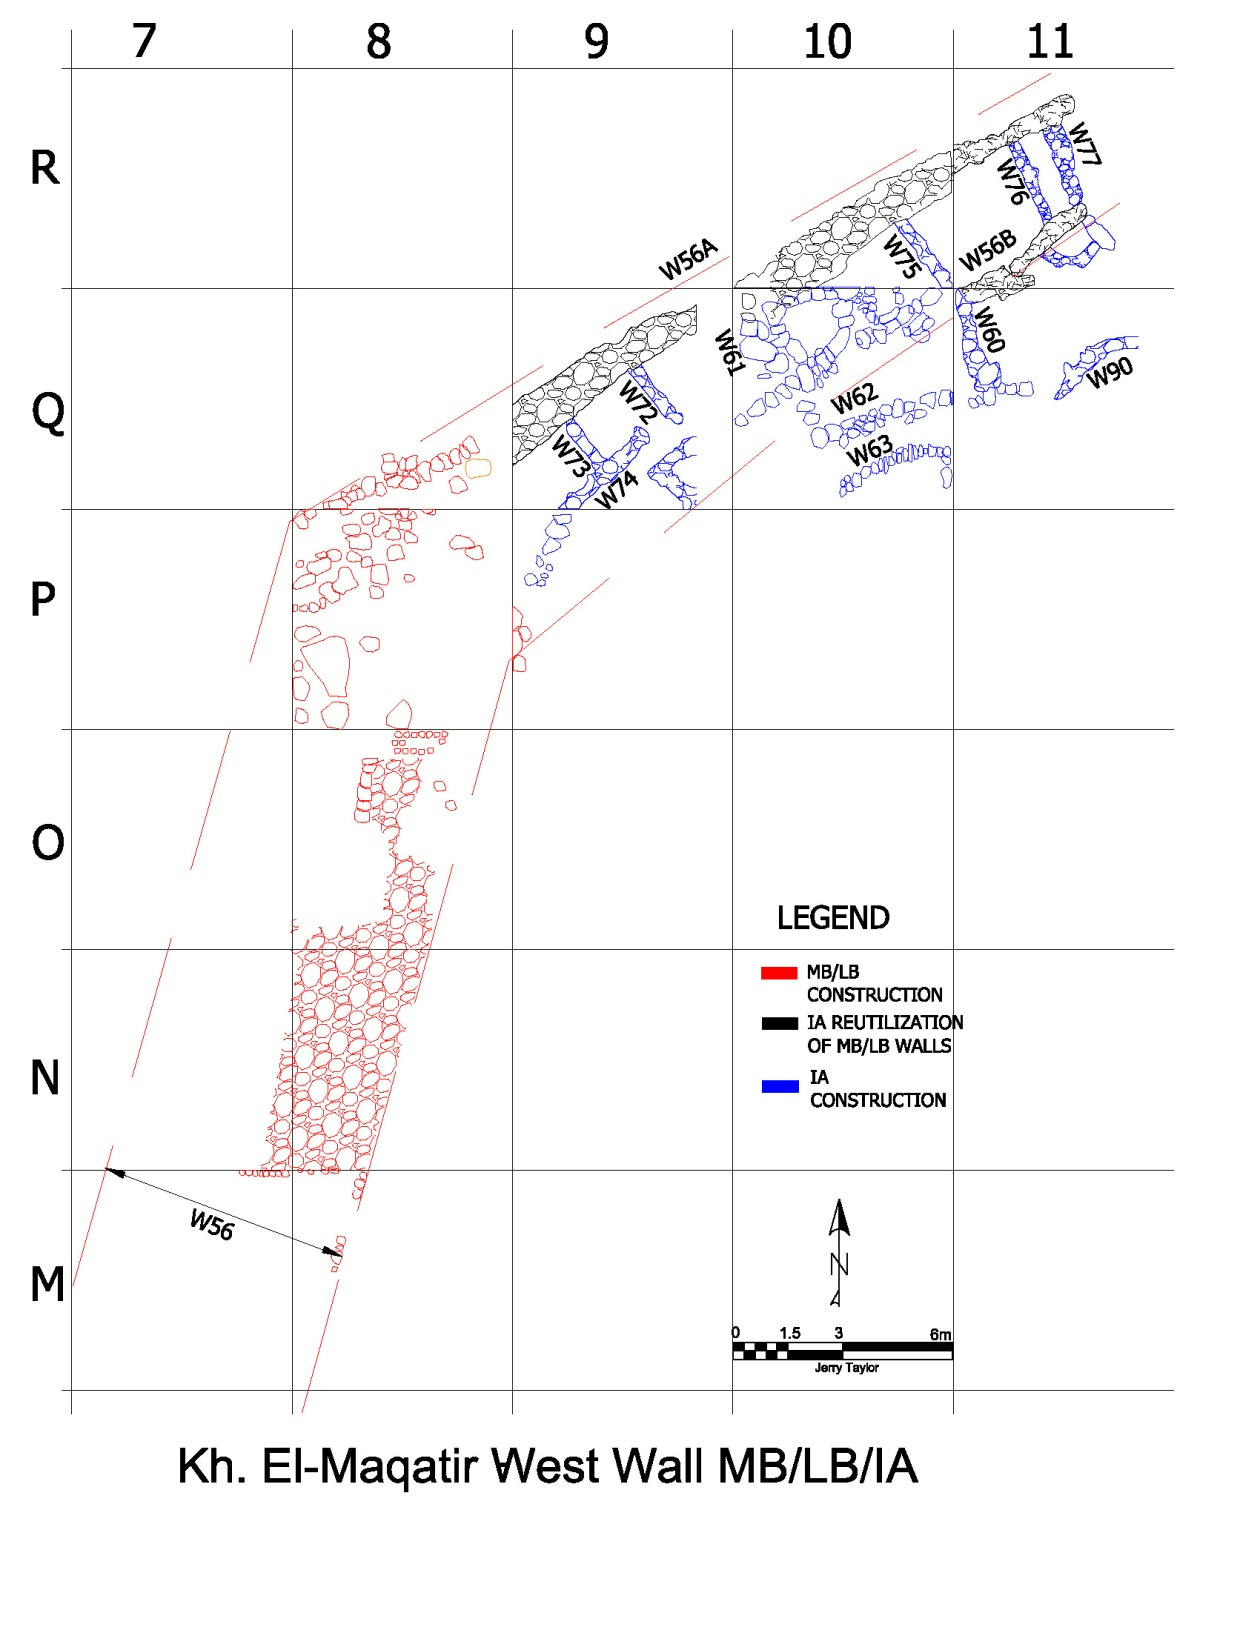 7 8 9 10 11
R
W77
W76
W56A
W75
W56B
Q
W61
W60
W72
W62
W90
W73
W63
W74
P
O
LEGEND
MB/LB
CONSTRUCTION
IA REUTILIZATION
OF MB/LB WALLS
IA
CONSTRUCTION
N
W56
N
M
0 1.5 3 6m
Jerry Taylor
Kh. El-Maqatir West Wall MB/LB/IA